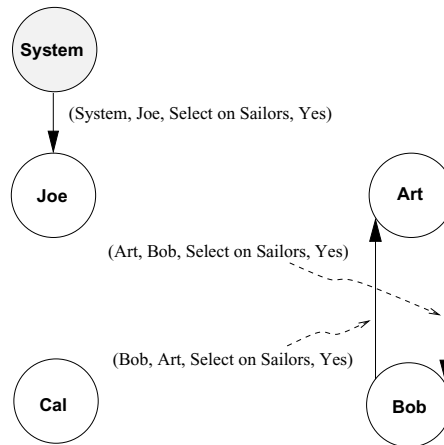 System
(System, Joe, Select on Sailors, Yes)
Joe
Art
(Art, Bob, Select on Sailors, Yes)
(Bob, Art, Select on Sailors, Yes)
Cal
Bob